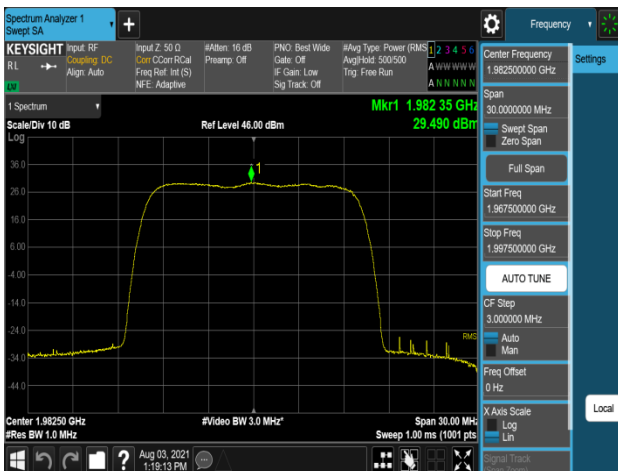 Spectrum Analyzer 1
Swept SA
+
Frequency
KEYSIGHT
RL
Input: RF
Coupling: DC
Align: Auto
Input Z: 50 Ω
Corr CCorr RCal
Freq Ref: Int (S)
NFE: Adaptive
#Atten: 16 dB
Preamp: Off
PNO: Best Wide
Gate: Off
IF Gain: Low
Sig Track: Off
#Avg Type: Power (RMS
Avg|Hold: 500/500
Trig: Free Run
1 2 3 4 5 6
A W W W W W
A N N N N N
1 Spectrum
Scale/Div 10 dB
Log
Ref Level 46.00 dBm
Mkr1 1.982 35 GHz
29.490 dBm
36.0
26.0
16.0
6.00
-4.00
-14.0
-24.0
-34.0
-44.0
1
RMS
Center 1.98250 GHz
#Res BW 1.0 MHz
#Video BW 3.0 MHz*
Span 30.00 MHz
Sweep 1.00 ms (1001 pts
Aug 03, 2021
1:19:13 PM
Center Frequency
1.982500000 GHz
Span
30.0000000 MHz
Swept Span
Zero Span
Full Span
Start Freq
1.967500000 GHz
Stop Freq
1.997500000 GHz
AUTO TUNE
CF Step
3.000000 MHz
Auto
Man
Freq Offset
0 Hz
X Axis Scale
Log
Lin
Signal Track
Settings
Local